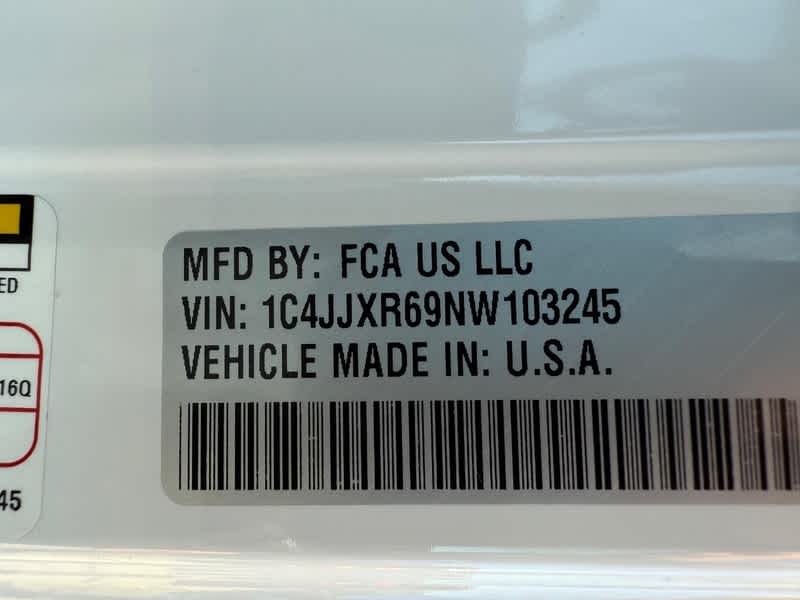 MFD BY: FCA US LLC
VIN: 1C4JJXR69NW103245
VEHICLE MADE IN: U.S.A.
ED
16Q
45